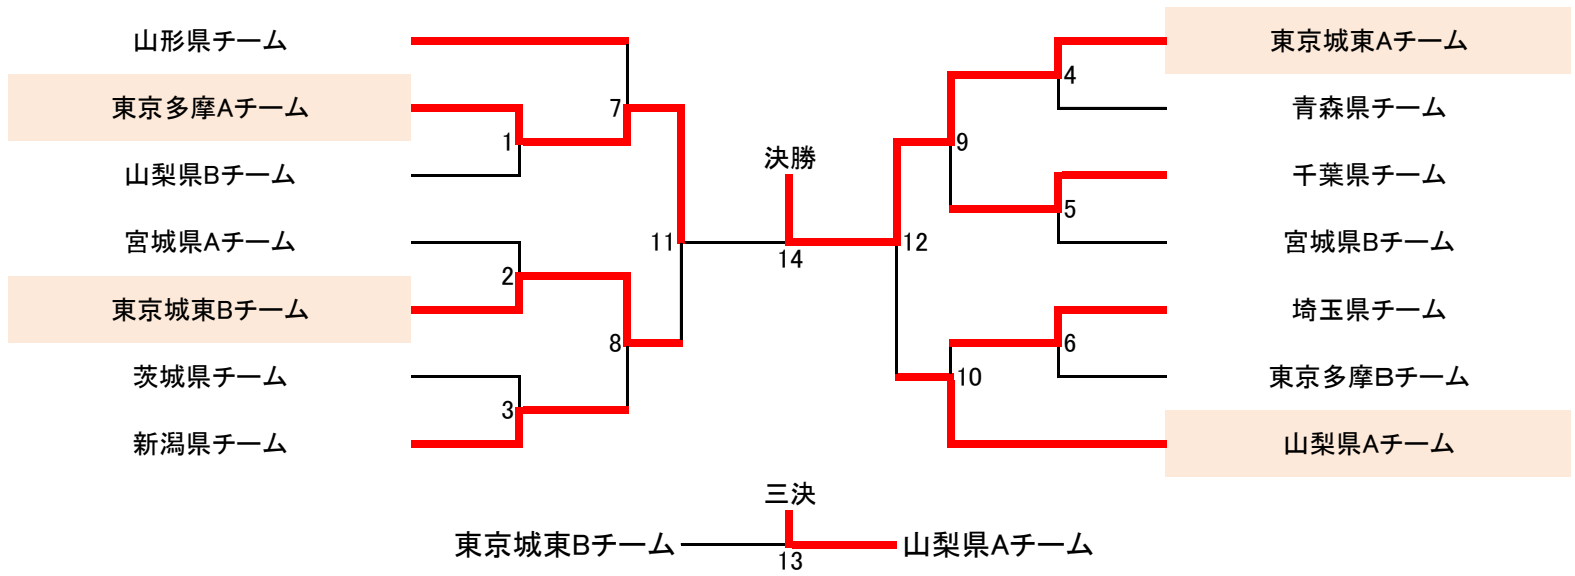 山形県チーム
東京多摩Aチーム
山梨県Bチーム
宮城県Aチーム
東京城東Bチーム
茨城県チーム
新潟県チーム
1
2
3
7
8
11
決勝
14
12
9
10
4
5
6
東京城東Aチーム
青森県チーム
千葉県チーム
宮城県Bチーム
埼玉県チーム
東京多摩Bチーム
山梨県Aチーム
三決
東京城東Bチーム
13
山梨県Aチーム